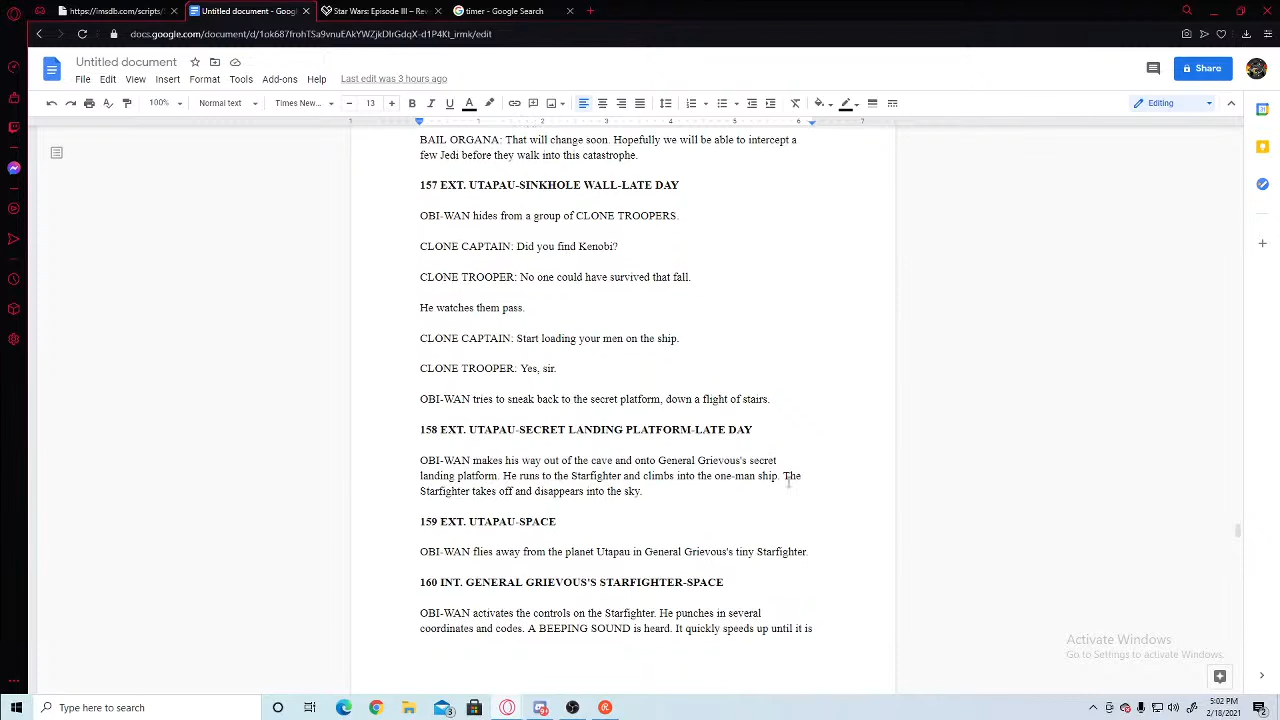 https://imsdb.com/scripts/S
Untitled document - Googl
Star Wars: Episode III – Rev
timer - Google Search
docs.google.com/document/d/1ok687frohTSa9vnuEAkYWZjkDIrGdqX-d1P4Kt_irmk/edit
Untitled document
File Edit View Insert Format Tools Add-ons Help Last edit was 3 hours ago
Share
100% Normal text Times New... 13 Editing
1 1 2 3 4 5 6 7
BAIL ORGANA: That will change soon. Hopefully we will be able to intercept a
few Jedi before they walk into this catastrophe.
157 EXT. UTAPAU-SINKHOLE WALL-LATE DAY
OBI-WAN hides from a group of CLONE TROOPERS.
CLONE CAPTAIN: Did you find Kenobi?
CLONE TROOPER: No one could have survived that fall.
He watches them pass.
CLONE CAPTAIN: Start loading your men on the ship.
CLONE TROOPER: Yes, sir.
OBI-WAN tries to sneak back to the secret platform, down a flight of stairs.
158 EXT. UTAPAU-SECRET LANDING PLATFORM-LATE DAY
OBI-WAN makes his way out of the cave and onto General Grievous's secret
landing platform. He runs to the Starfighter and climbs into the one-man ship. The
Starfighter takes off and disappears into the sky.
159 EXT. UTAPAU-SPACE
OBI-WAN flies away from the planet Utapau in General Grievous's tiny Starfighter.
160 INT. GENERAL GRIEVOUS'S STARFIGHTER-SPACE
OBI-WAN activates the controls on the Starfighter. He punches in several
coordinates and codes. A BEEPING SOUND is heard. It quickly speeds up until it is
Activate Windows
Go to Settings to activate Windows.
Type here to search
5:02 PM
2/18/2021